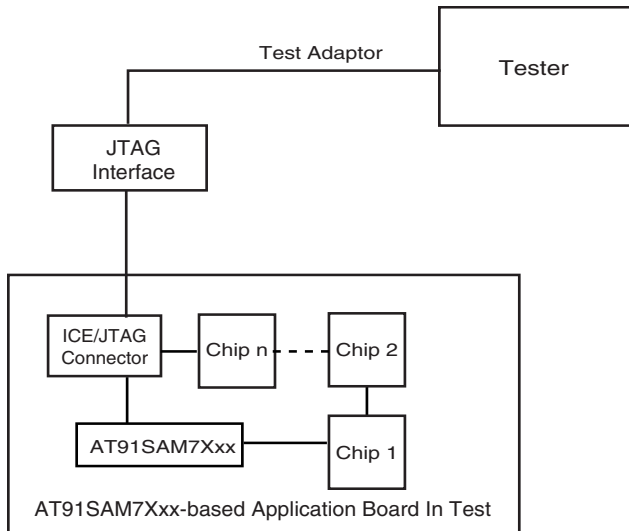 Test Adaptor
Tester
JTAG
Interface
ICE/JTAG
Connector
Chip n
Chip 2
AT91SAM7Xxx
Chip 1
AT91SAM7Xxx-based Application Board In Test